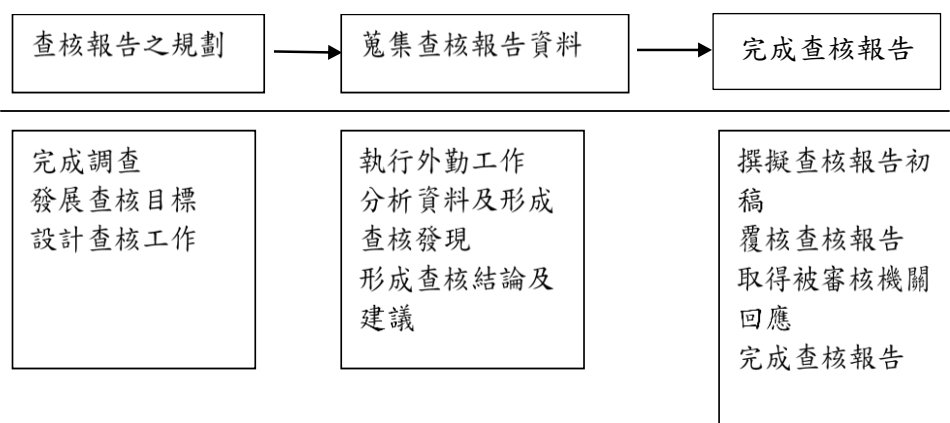 查核報告之規劃
蒐集查核報告資料
完成查核報告
完成調查
發展查核目標
設計查核工作
執行外勤工作
分析資料及形成
查核發現
形成查核結論及
建議
撰擬查核報告初
稿
覆核查核報告
取得被審核機關
回應
完成查核報告